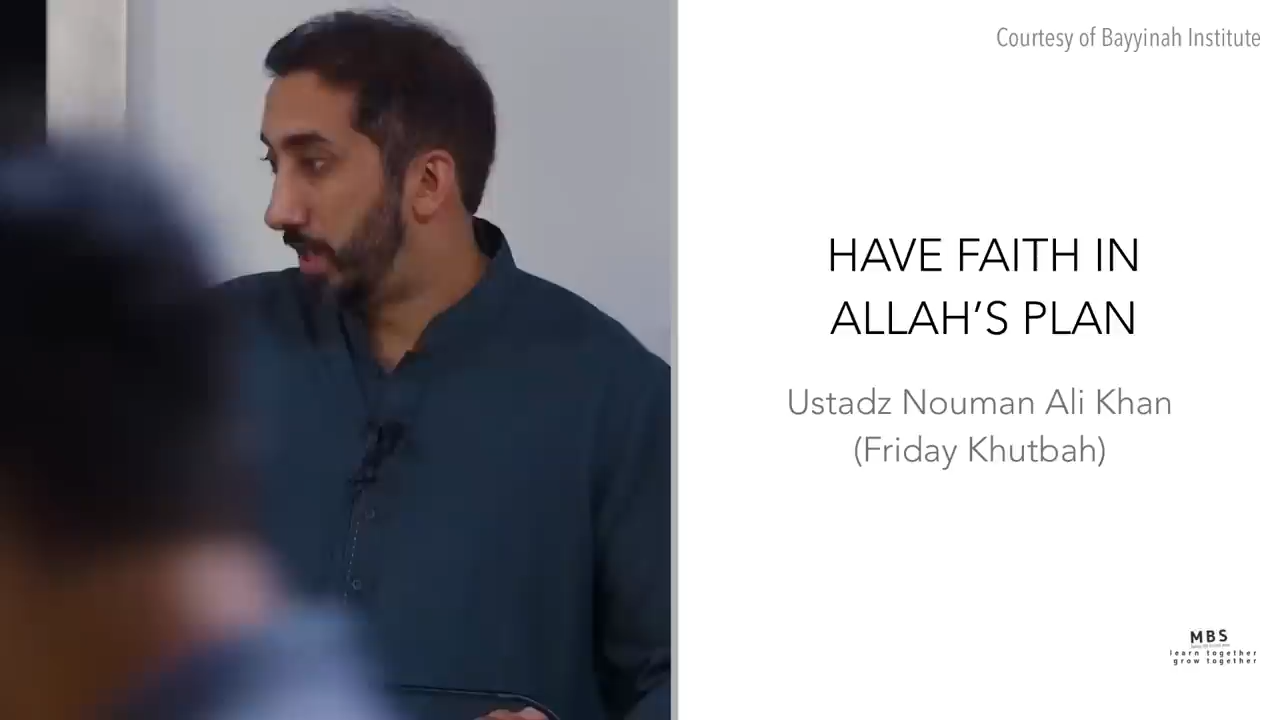 Courtesy of Bayyinah Institute
HAVE FAITH IN
ALLAH'S PLAN
Ustadz Nouman Ali Khan
(Friday Khutbah)
MBS
learn together
grow together